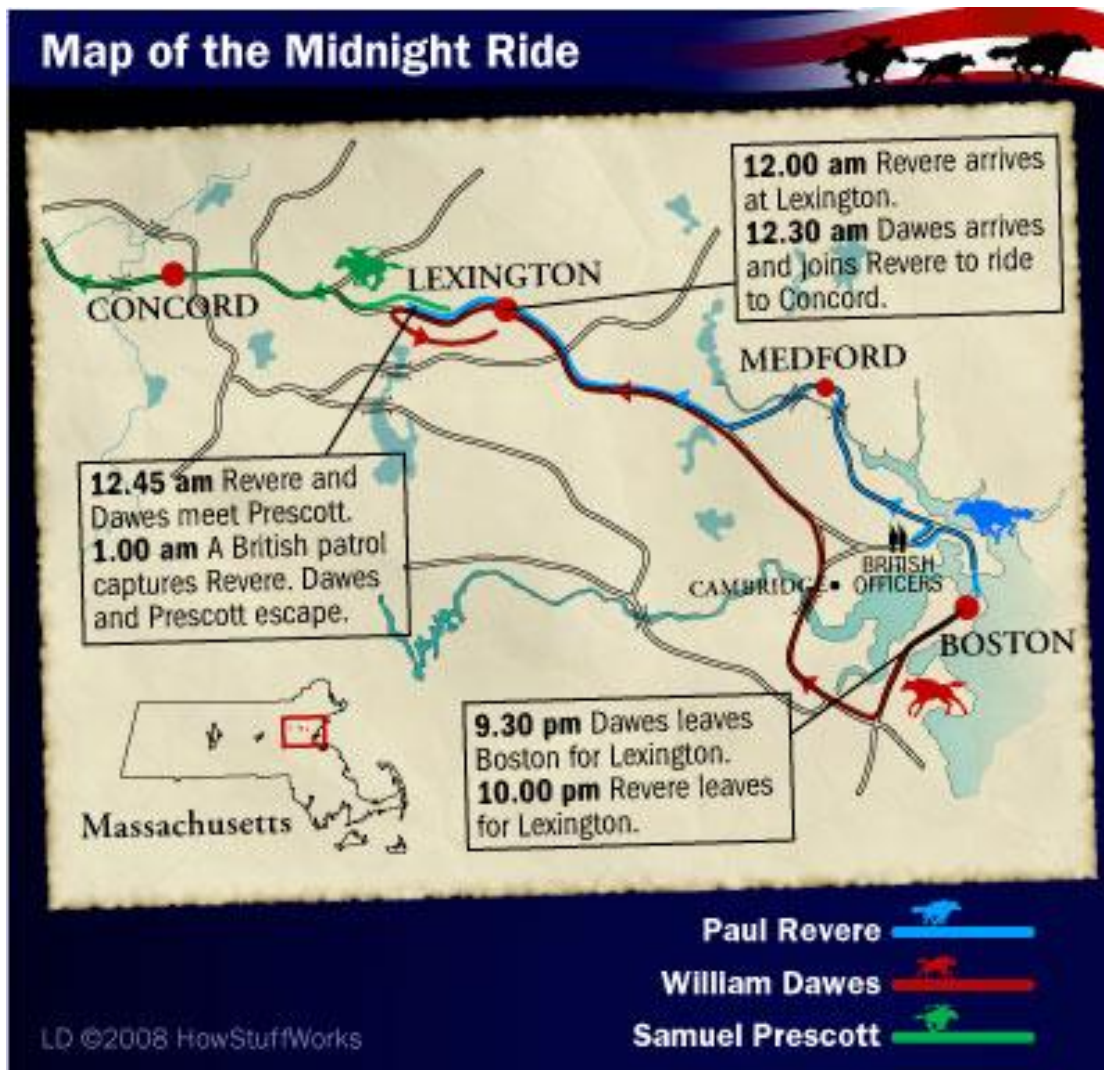 Map of the Midnight Ride
12.00 am Revere arrives
at Lexington.
12.30 am Dawes arrives
and joins Revere to ride
to Concord.
LEXINGTON
CONCORD
MEDFORD
12.45 am Revere and
Dawes meet Prescott.
1.00 am A British patrol
captures Revere. Dawes
and Prescott escape.
BRITISH
OFFICERS
CAMBRIDGE
BOSTON
9.30 pm Dawes leaves
Boston for Lexington.
10.00 pm Revere leaves
for Lexington.
Massachusetts
Paul Revere
William Dawes
Samuel Prescott
LD ©2008 HowStuffWorks